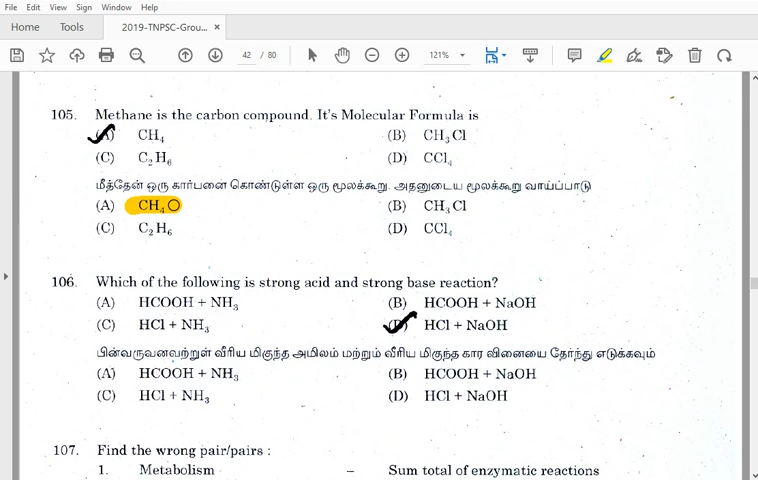 File Edit View Sign Window Help
Home Tools 2019-TNPSC-Grou... ×
42 / 80 121%
105. Methane is the carbon compound. It's Molecular Formula is
(A) CH₄ (B) CH₃Cl
(C) C₂H₆ (D) CCl₄
மீத்தேன் ஒரு கார்பனை கொண்டுள்ள ஒரு மூலக்கூறு. அதனுடைய மூலக்கூறு வாய்ப்பாடு
(A) CH₄O (B) CH₃Cl
(C) C₂H₆ (D) CCl₄
106. Which of the following is strong acid and strong base reaction?
(A) HCOOH + NH₃ (B) HCOOH + NaOH
(C) HCl + NH₃ (D) HCl + NaOH
பின்வருவனவற்றுள் வீரிய மிகுந்த அமிலம் மற்றும் வீரிய மிகுந்த கார வினையை தேர்ந்து எடுக்கவும்
(A) HCOOH + NH₃ (B) HCOOH + NaOH
(C) HCl + NH₃ (D) HCl + NaOH
107. Find the wrong pair/pairs :
1. Metabolism – Sum total of enzymatic reactions